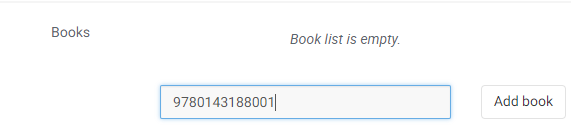 Books
Book list is empty.
9780143188001
Add book